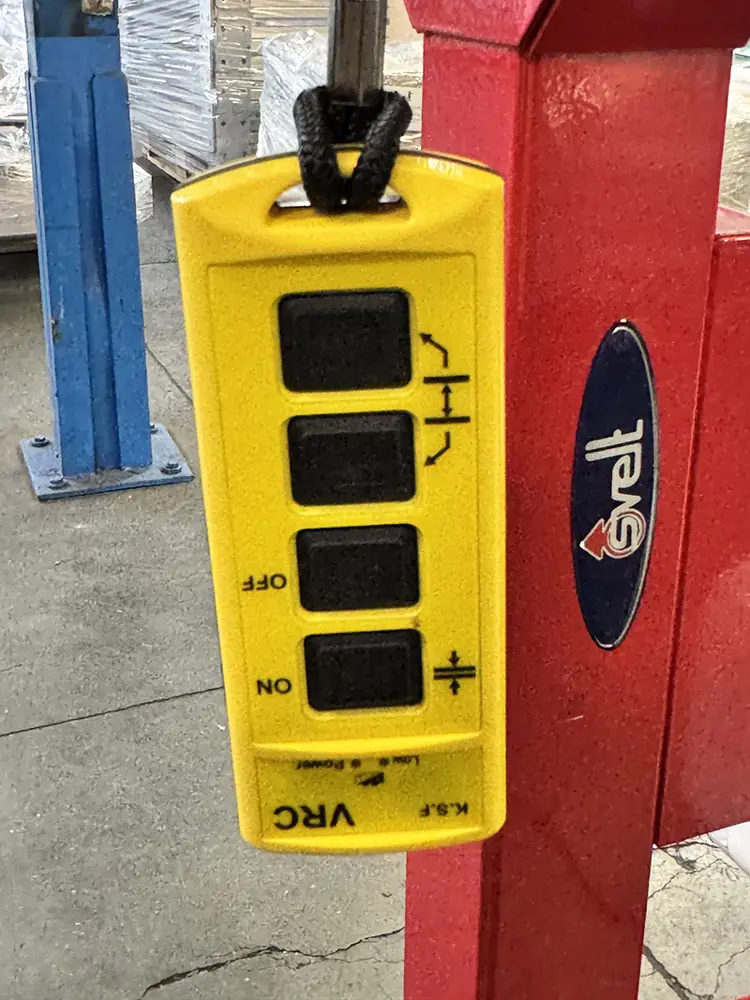 K.S.F VRC
Low Power
ON
OFF
svelt